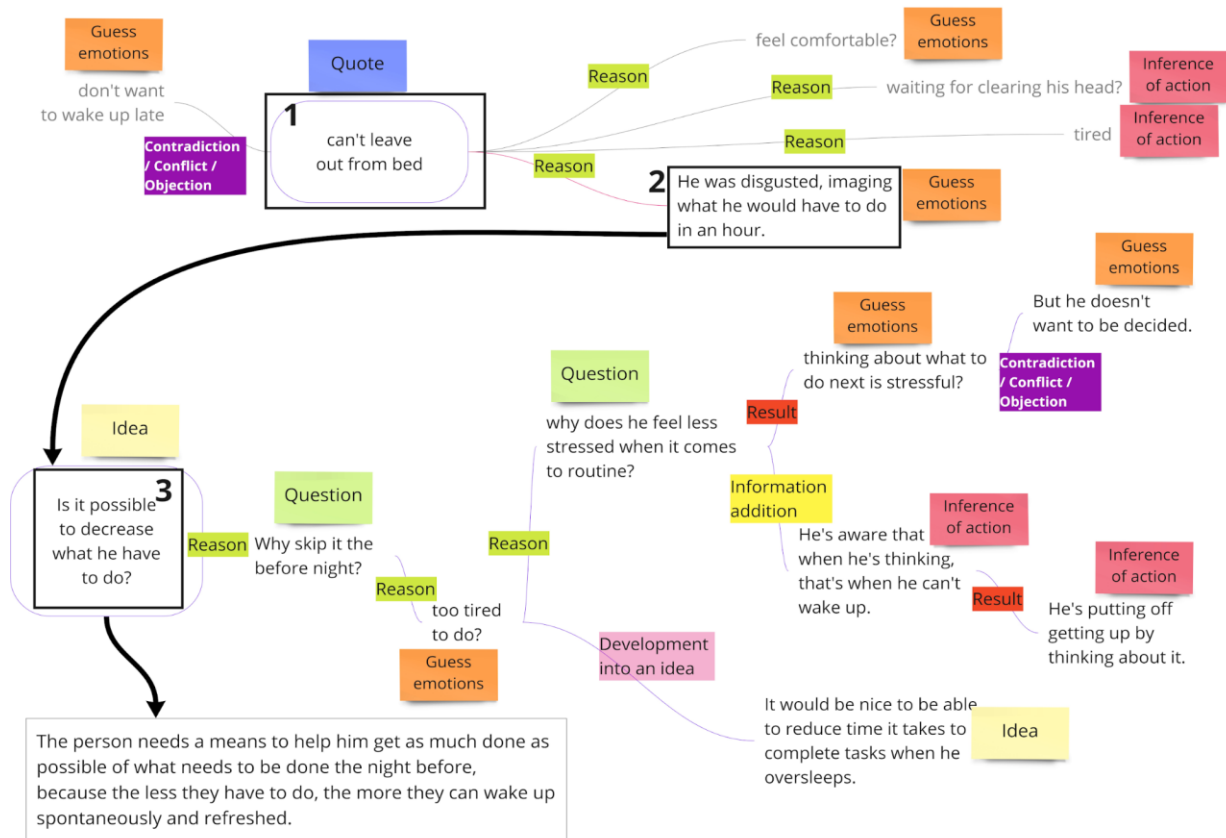 Guess
emotions
don't want
to wake up late
Contradiction
/ Conflict /
Objection
Quote
1
can't leave
out from bed
Reason
feel comfortable?
Guess
emotions
Reason
waiting for clearing his head?
Inference
of action
Reason
tired
Inference
of action
Reason
2
He was disgusted, imaging
what he would have to do
in an hour.
Guess
emotions
Idea
3
Is it possible
to decrease
what he have
to do?
Reason
Question
Why skip it the
before night?
Reason
too tired
to do?
Guess
emotions
Reason
Question
why does he feel less
stressed when it comes
to routine?
Result
Guess
emotions
thinking about what to
do next is stressful?
Contradiction
/ Conflict /
Objection
Guess
emotions
But he doesn't
want to be decided.
Information
addition
He's aware that
when he's thinking,
that's when he can't
wake up.
Inference
of action
Result
Inference
of action
He's putting off
getting up by
thinking about it.
Development
into an idea
It would be nice to be able
to reduce time it takes to
complete tasks when he
oversleeps.
Idea
The person needs a means to help him get as much done as
possible of what needs to be done the night before,
because the less they have to do, the more they can wake up
spontaneously and refreshed.